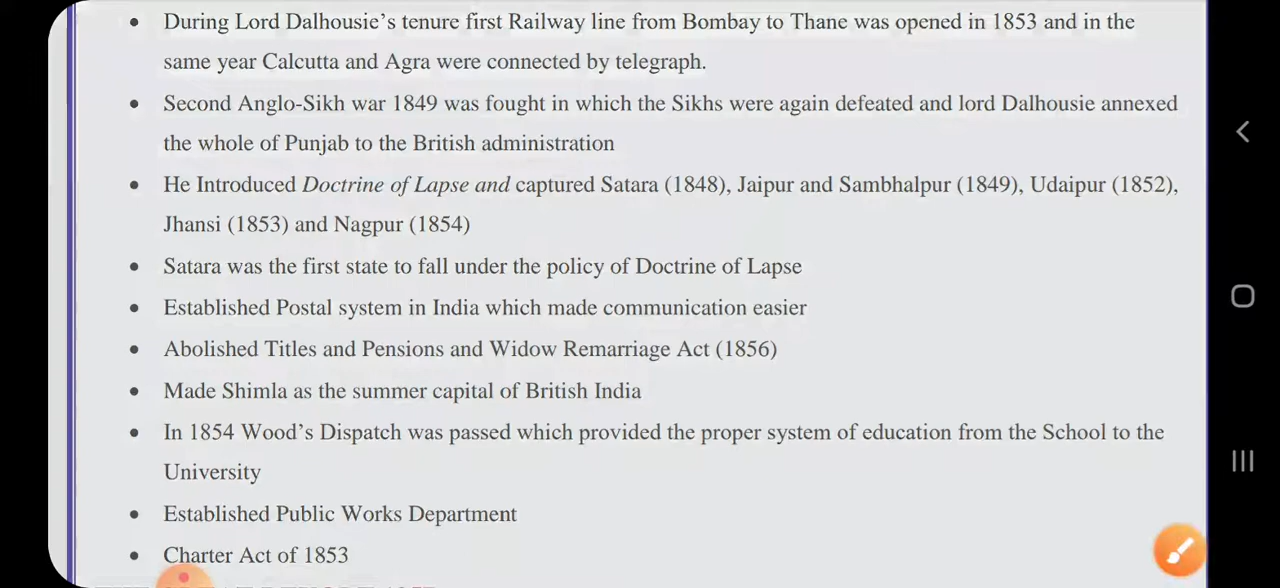 During Lord Dalhousie's tenure first Railway line from Bombay to Thane was opened in 1853 and in the
same year Calcutta and Agra were connected by telegraph.
Second Anglo-Sikh war 1849 was fought in which the Sikhs were again defeated and lord Dalhousie annexed
the whole of Punjab to the British administration
He Introduced Doctrine of Lapse and captured Satara (1848), Jaipur and Sambhalpur (1849), Udaipur (1852),
Jhansi (1853) and Nagpur (1854)
Satara was the first state to fall under the policy of Doctrine of Lapse
Established Postal system in India which made communication easier
Abolished Titles and Pensions and Widow Remarriage Act (1856)
Made Shimla as the summer capital of British India
In 1854 Wood's Dispatch was passed which provided the proper system of education from the School to the
University
Established Public Works Department
Charter Act of 1853